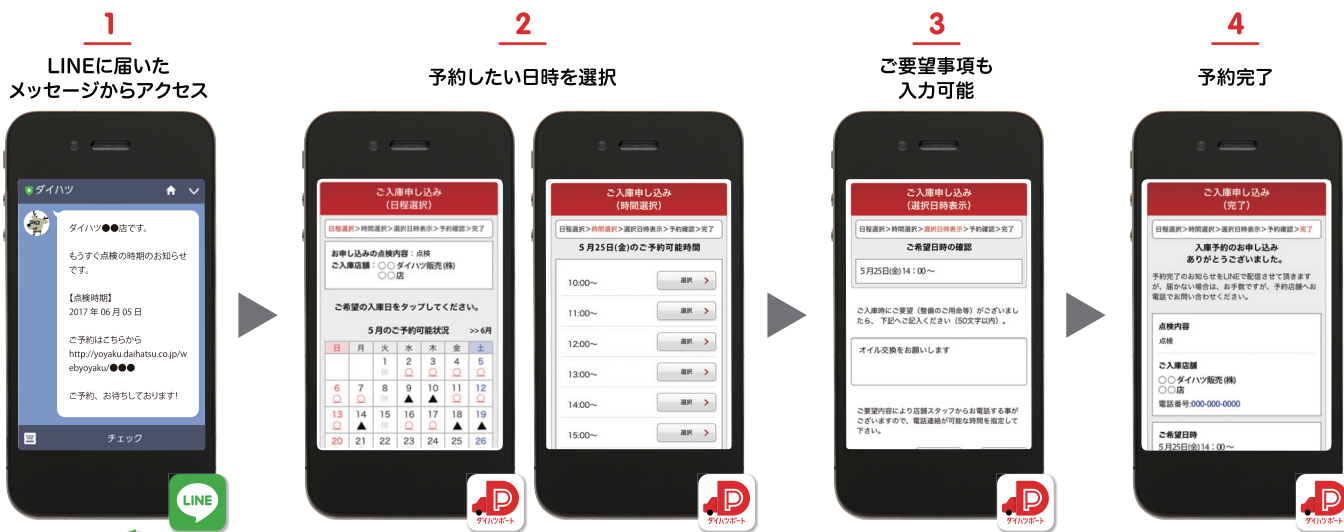 1
LINEに届いた
メッセージからアクセス
ダイハツ
ダイハツ●●店です。
もうすぐ点検の時期のお知らせ
です。
【点検時期】
2017 年 06 月 05 日
ご予約はこちらから
http://yoyaku.daihatsu.co.jp/w
ebyoyaku/●●●
ご予約、お待ちしております!
チェック
LINE
2
予約したい日時を選択
ご入庫申し込み
(日程選択)
日程選択>時間選択>選択日時表示>予約確認>完了
お申し込みの点検内容:点検
ご入庫店舗:○○ダイハツ販売(株)
○○店
ご希望の入庫日をタップしてください。
5月のご予約可能状況 >>6月
日 月 火 水 木 金 土
1 2 3 4 5
休 ○ ○ ○ ○
6 7 8 9 10 11 12
○ ○ 休 ▲ ▲ ○ ○
13 14 15 16 17 18 19
○ ▲ 休 ○ ○ ▲ ▲
20 21 22 23 24 25 26
ダイハツポート
ご入庫申し込み
(時間選択)
日程選択>時間選択>選択日時表示>予約確認>完了
5月25日(金)のご予約可能時間
10:00~ 選択 >
11:00~ 選択 >
12:00~ 選択 >
13:00~ 選択 >
14:00~ 選択 >
15:00~ 選択 >
ダイハツポート
3
ご要望事項も
入力可能
ご入庫申し込み
(選択日時表示)
日程選択>時間選択>選択日時表示>予約確認>完了
ご希望日時の確認
5月25日(金)14:00~
ご入庫時にご要望(整備のご用命等)がございまし
たら、下記へご記入ください(50文字以内)。
オイル交換をお願いします
ご要望内容により店舗スタッフからお電話する事が
ございますので、電話連絡が可能な時間を指定して
下さい。
ダイハツポート
4
予約完了
ご入庫申し込み
(完了)
日程選択>時間選択>選択日時表示>予約確認>完了
入庫予約のお申し込み
ありがとうございました。
予約完了のお知らせをLINEで配信させて頂きます
が、届かない場合は、お手数ですが、予約店舗へお
電話でお問い合わせください。
点検内容
点検
ご入庫店舗
○○ダイハツ販売(株)
○○店
電話番号:000-000-0000
ご希望日時
5月25日(金)14:00~
ダイハツポート